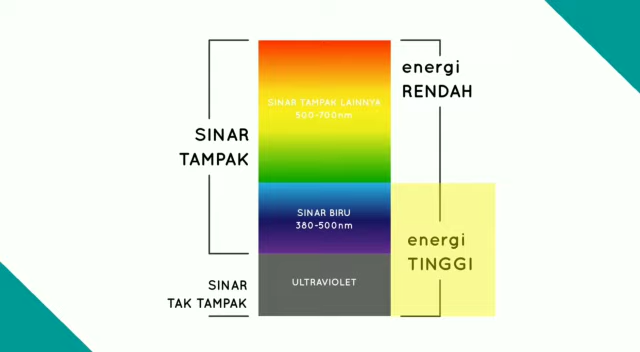 energi
RENDAH
SINAR TAMPAK LAINNYA
500-700nm
SINAR
TAMPAK
SINAR BIRU
380-500nm
energi
TINGGI
ULTRAVIOLET
SINAR
TAK TAMPAK